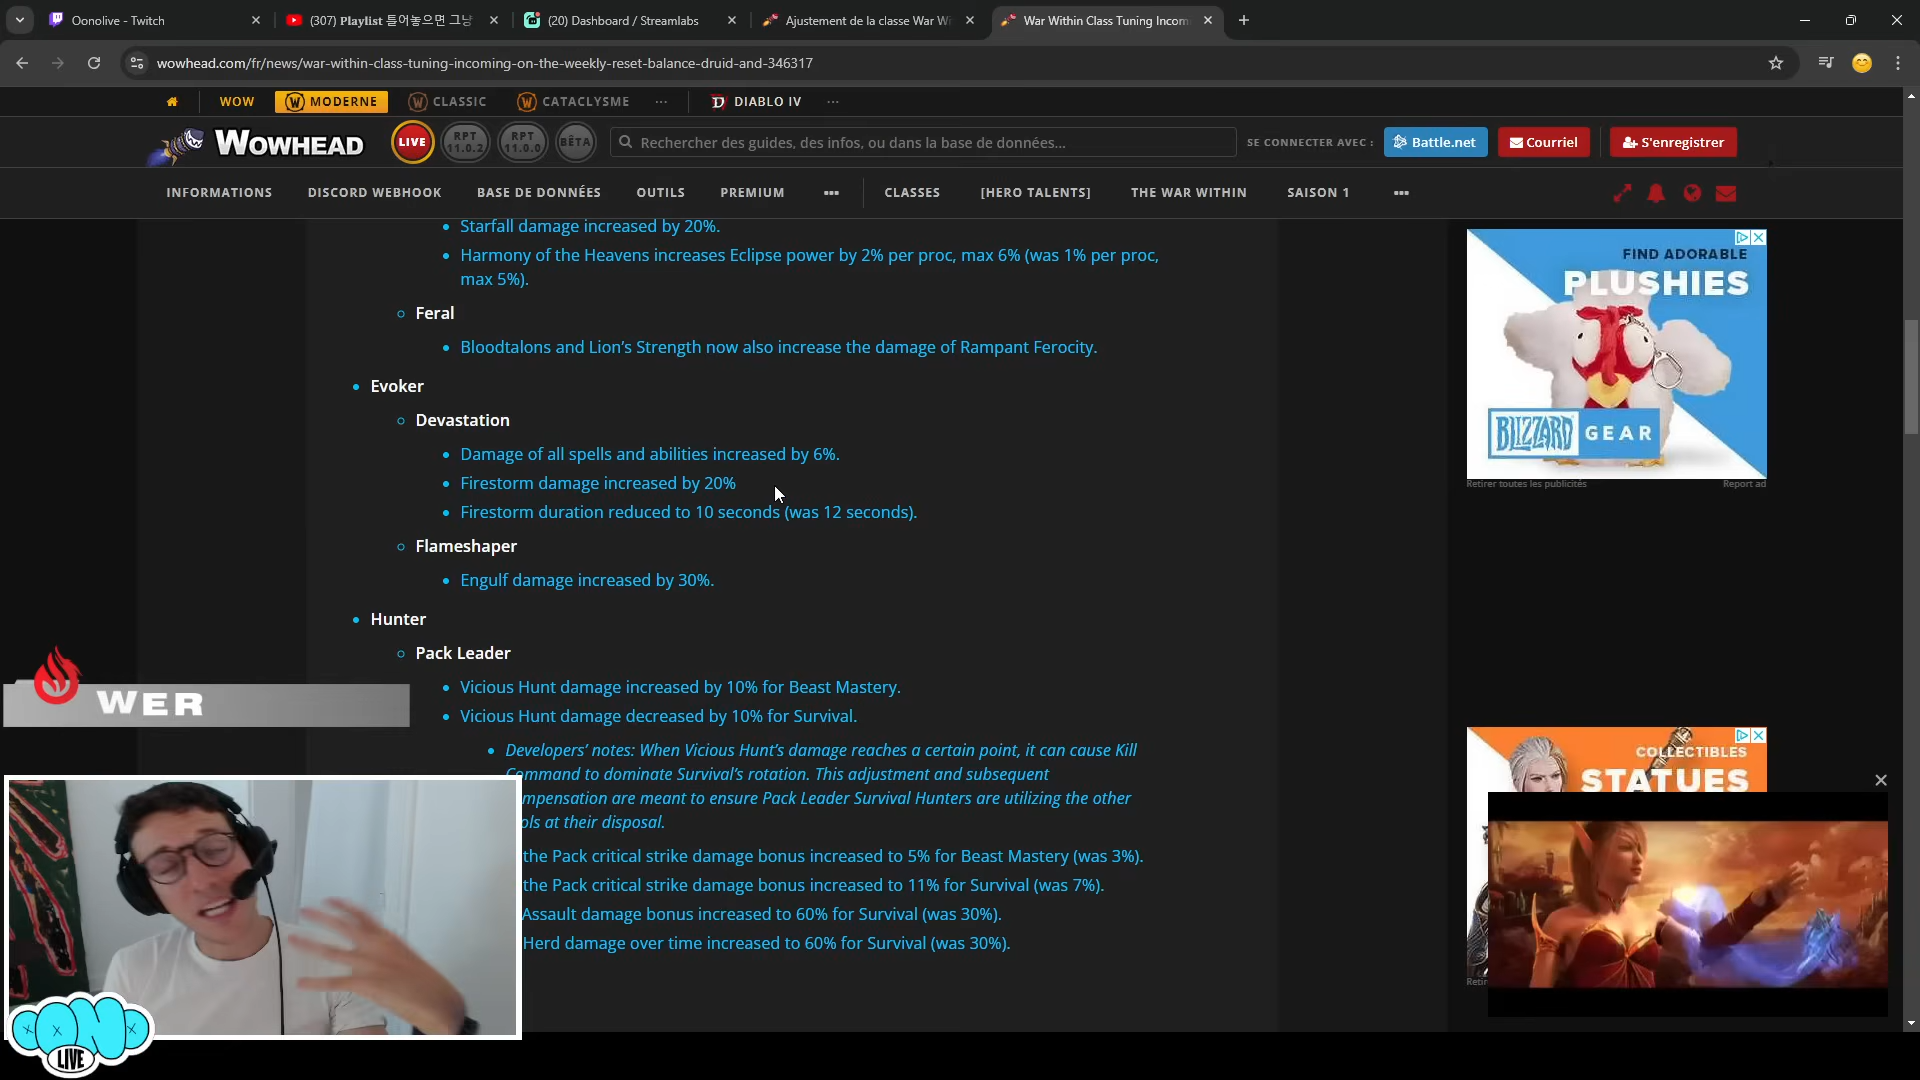 Oonolive - Twitch
(307) Playlist 틀어놓으면 그냥
(20) Dashboard / Streamlabs
Ajustement de la classe War Wi
War Within Class Tuning Incom
wowhead.com/fr/news/war-within-class-tuning-incoming-on-the-weekly-reset-balance-druid-and-346317
WOW
MODERNE
CLASSIC
CATACLYSME
DIABLO IV
WOWHEAD
LIVE
RPT 11.0.2
RPT 11.0.0
BÊTA
Rechercher des guides, des infos, ou dans la base de données...
SE CONNECTER AVEC :
Battle.net
Courriel
S'enregistrer
INFORMATIONS
DISCORD WEBHOOK
BASE DE DONNÉES
OUTILS
PREMIUM
CLASSES
[HERO TALENTS]
THE WAR WITHIN
SAISON 1
Starfall damage increased by 20%.
Harmony of the Heavens increases Eclipse power by 2% per proc, max 6% (was 1% per proc,
max 5%).
Feral
Bloodtalons and Lion's Strength now also increase the damage of Rampant Ferocity.
Evoker
Devastation
Damage of all spells and abilities increased by 6%.
Firestorm damage increased by 20%
Firestorm duration reduced to 10 seconds (was 12 seconds).
Flameshaper
Engulf damage increased by 30%.
Hunter
Pack Leader
Vicious Hunt damage increased by 10% for Beast Mastery.
Vicious Hunt damage decreased by 10% for Survival.
Developers' notes: When Vicious Hunt's damage reaches a certain point, it can cause Kill
Command to dominate Survival's rotation. This adjustment and subsequent
mpensation are meant to ensure Pack Leader Survival Hunters are utilizing the other
ols at their disposal.
the Pack critical strike damage bonus increased to 5% for Beast Mastery (was 3%).
the Pack critical strike damage bonus increased to 11% for Survival (was 7%).
Assault damage bonus increased to 60% for Survival (was 30%).
Herd damage over time increased to 60% for Survival (was 30%).
FIND ADORABLE
PLUSHIES
BLIZZARD GEAR
Retirer toutes les publicités
Report ad
COLLECTIBLES
STATUES
Retir
WER
OONO
LIVE